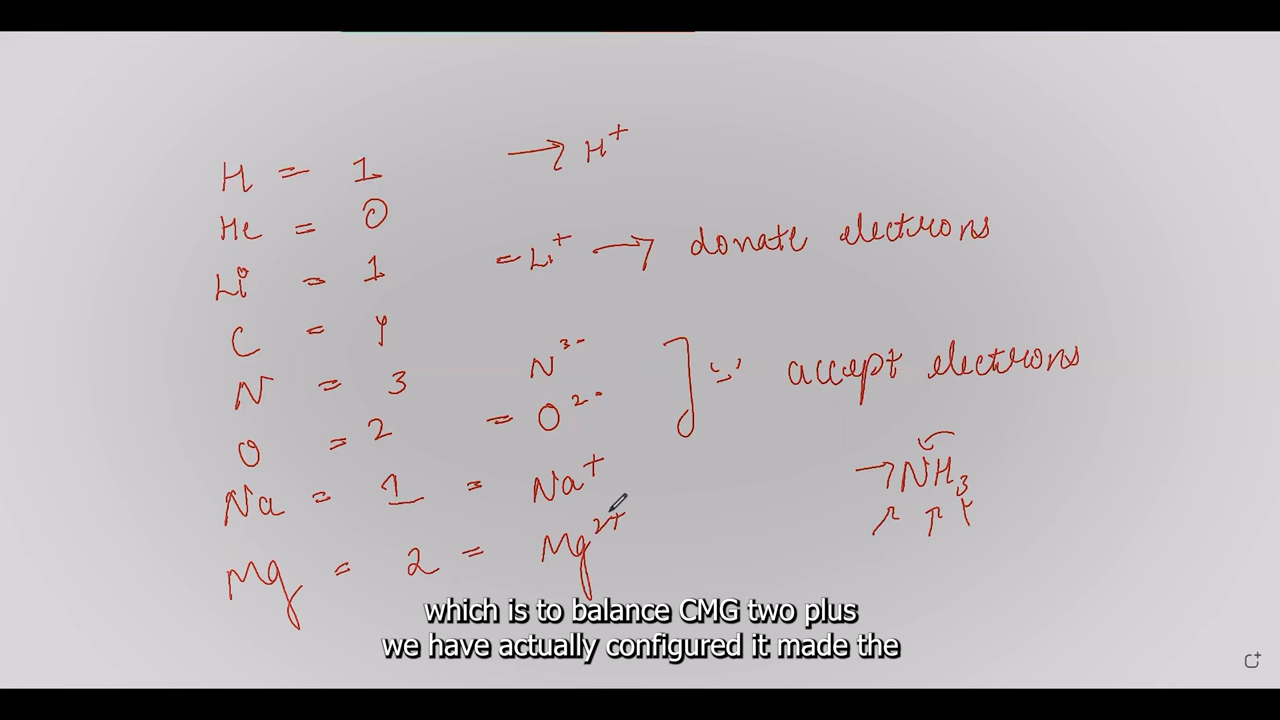 H = 1 → H+
He = 0
Li = 1 = Li+ → donate electrons
C = 4
N = 3 N3-
accept electrons
O = 2 = O2-
→NH3
Na = 1 = Na+
Mg = 2 = Mg2+
which is to balance CMG two plus
we have actually configured it made the